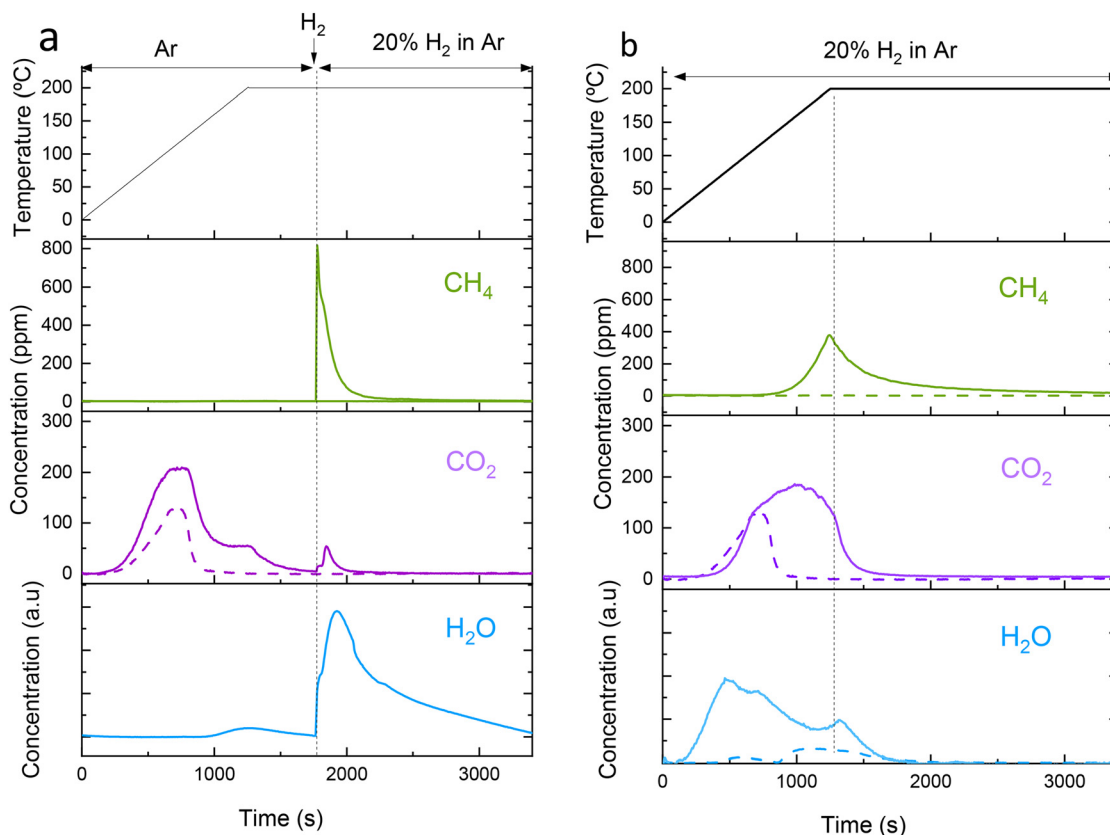 a
H₂
Ar
20% H₂ in Ar
Temperature (ºC)
200
150
100
50
0
CH₄
Concentration (ppm)
800
600
400
200
0
CO₂
Concentration (ppm)
300
200
100
0
H₂O
Concentration (a.u)
0
1000
2000
3000
Time (s)
b
20% H₂ in Ar
Temperature (ºC)
200
150
100
50
0
CH₄
Concentration (ppm)
800
600
400
200
0
CO₂
Concentration (ppm)
300
200
100
0
H₂O
Concentration (a.u)
0
1000
2000
3000
Time (s)